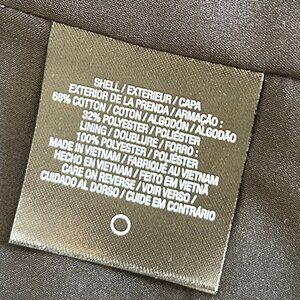 SHELL / EXTERIEUR / CAPA
EXTERIOR DE LA PRENDA / ARMAÇÃO :
68% COTTON / COTON / ALGODÓN / ALGODÃO
32% POLYESTER / POLIÉSTER
LINING / DOUBLURE / FORRO :
100% POLYESTER / POLIÉSTER
MADE IN VIETNAM / FABRIQUÉ AU VIETNAM
HECHO EN VIETNAM / FEITO EN VIETNÃ
CARE ON REVERSE / VOIR VERSO /
CUIDADO AL DORSO / CUIDE EM CONTRÁRIO